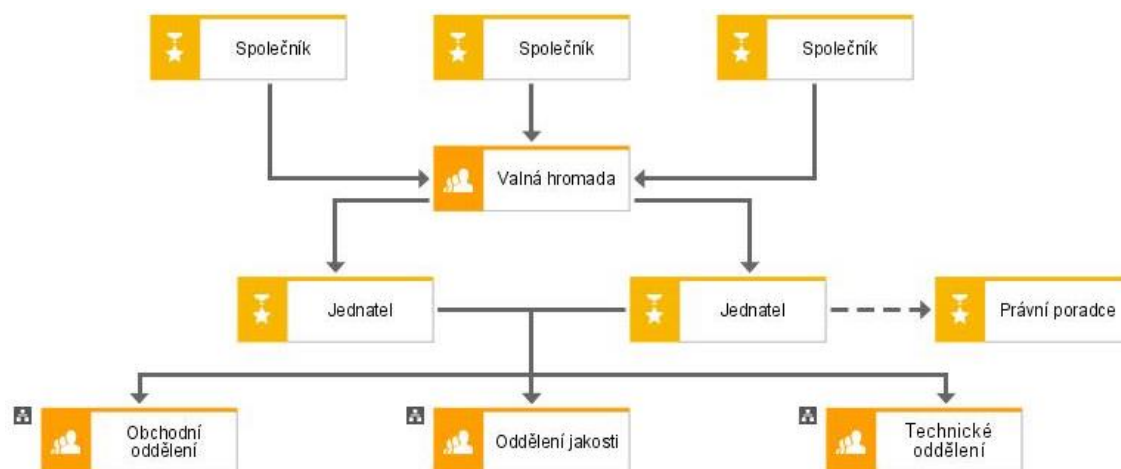 Společník
Společník
Společník
Valná hromada
Jednatel
Jednatel
Právní poradce
Obchodní
oddělení
Oddělení jakosti
Technické
oddělení